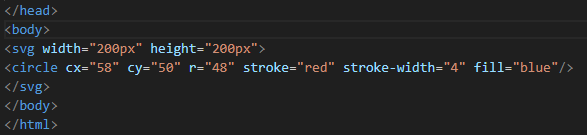 </head>
<body>
<svg width="200px" height="200px">
<circle cx="58" cy="50" r="48" stroke="red" stroke-width="4" fill="blue"/>
</svg>
</body>
</html>